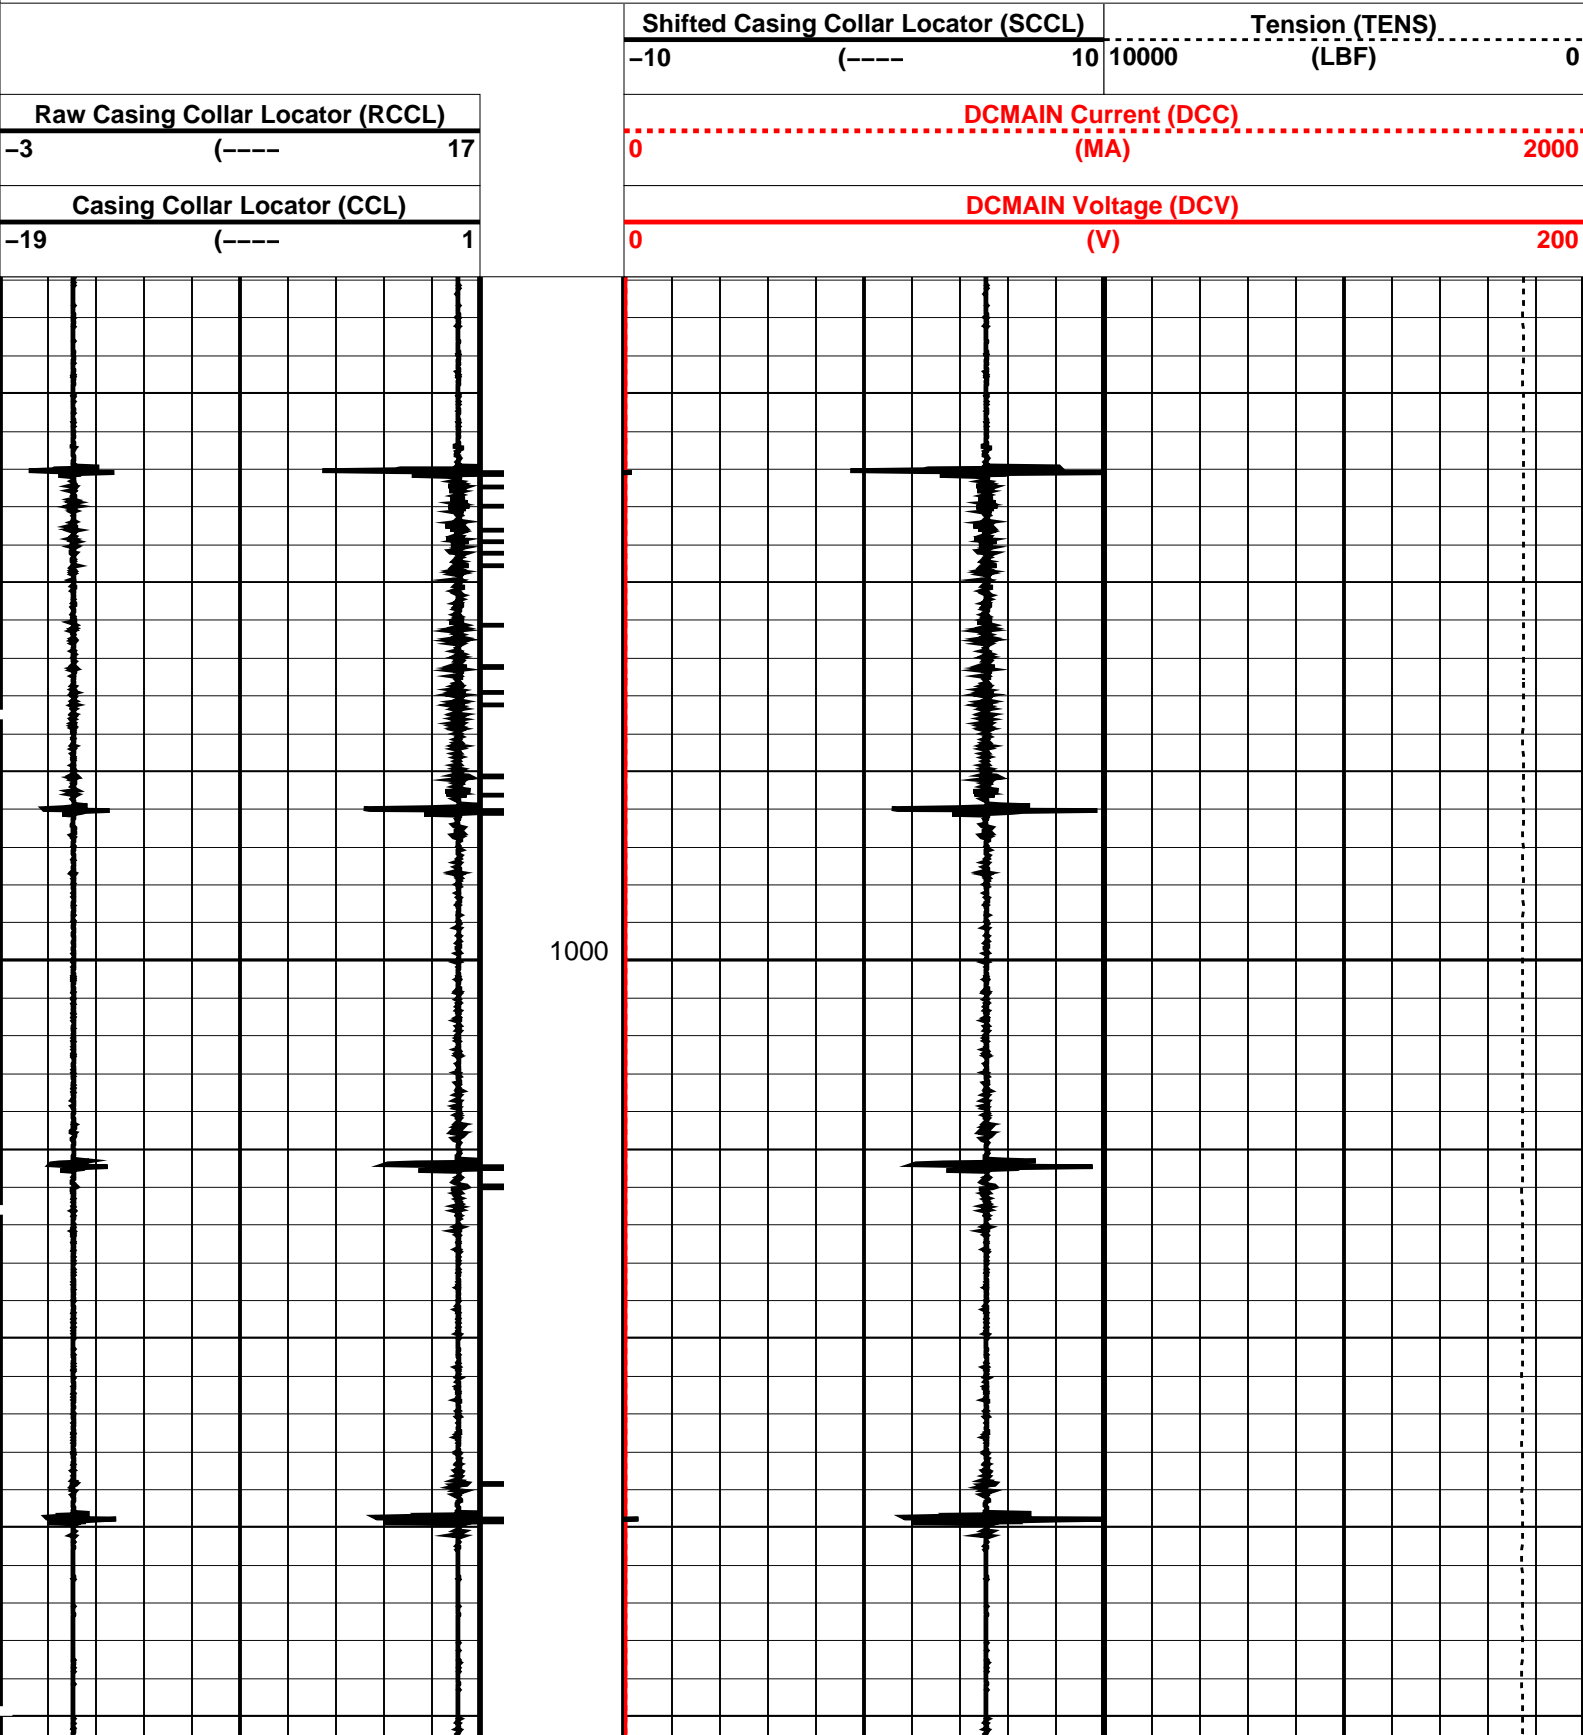 Shifted Casing Collar Locator (SCCL) Tension (TENS)
−10 (−−−− 10 10000 (LBF) 0
Raw Casing Collar Locator (RCCL) DCMAIN Current (DCC)
−3 (−−−− 17 0 (MA) 2000
Casing Collar Locator (CCL) DCMAIN Voltage (DCV)
−19 (−−−− 1 0 (V) 200
1000